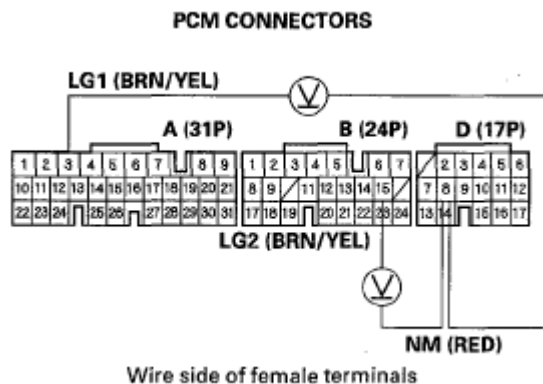 PCM CONNECTORS
LG1 (BRN/YEL)
V
A (31P) B (24P) D (17P)
1 2 3 4 5 6 7 8 9 1 2 3 4 5 6 7 2 3 4 5 6
10 11 12 13 14 15 16 17 18 19 20 21 8 9 11 12 13 14 15 7 8 9 10 11 12
22 23 24 25 26 27 28 29 30 31 17 18 19 20 21 22 23 24 13 14 15 16 17
LG2 (BRN/YEL)
V
NM (RED)
Wire side of female terminals